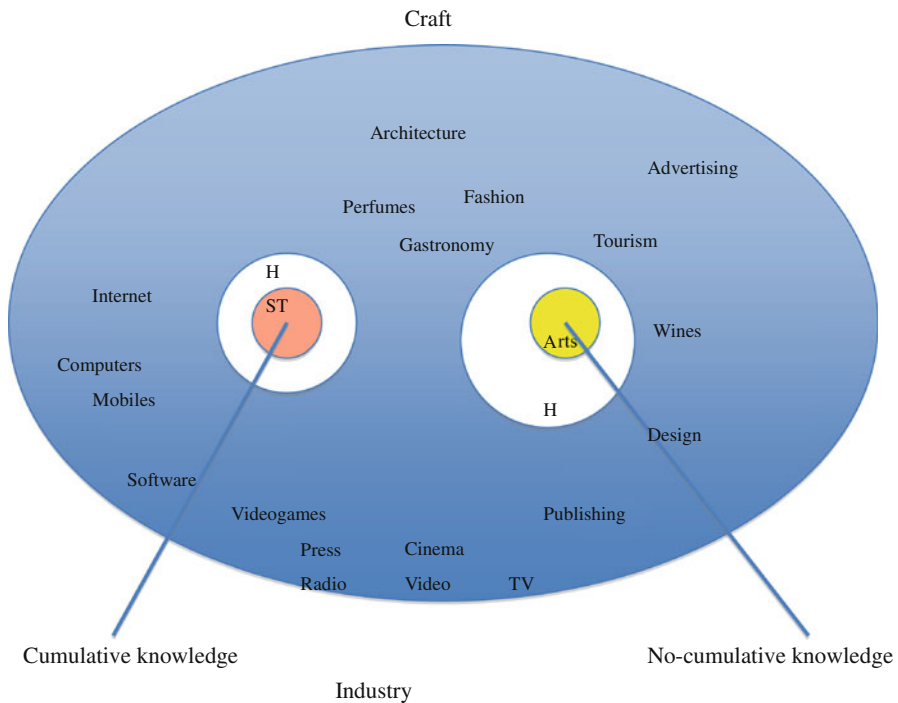 Craft
Architecture
Advertising
Fashion
Perfumes
Gastronomy
Tourism
H
Internet
ST
Wines
Arts
Computers
Mobiles
H
Design
Software
Videogames
Publishing
Press
Cinema
Radio
Video
TV
Cumulative knowledge
No-cumulative knowledge
Industry